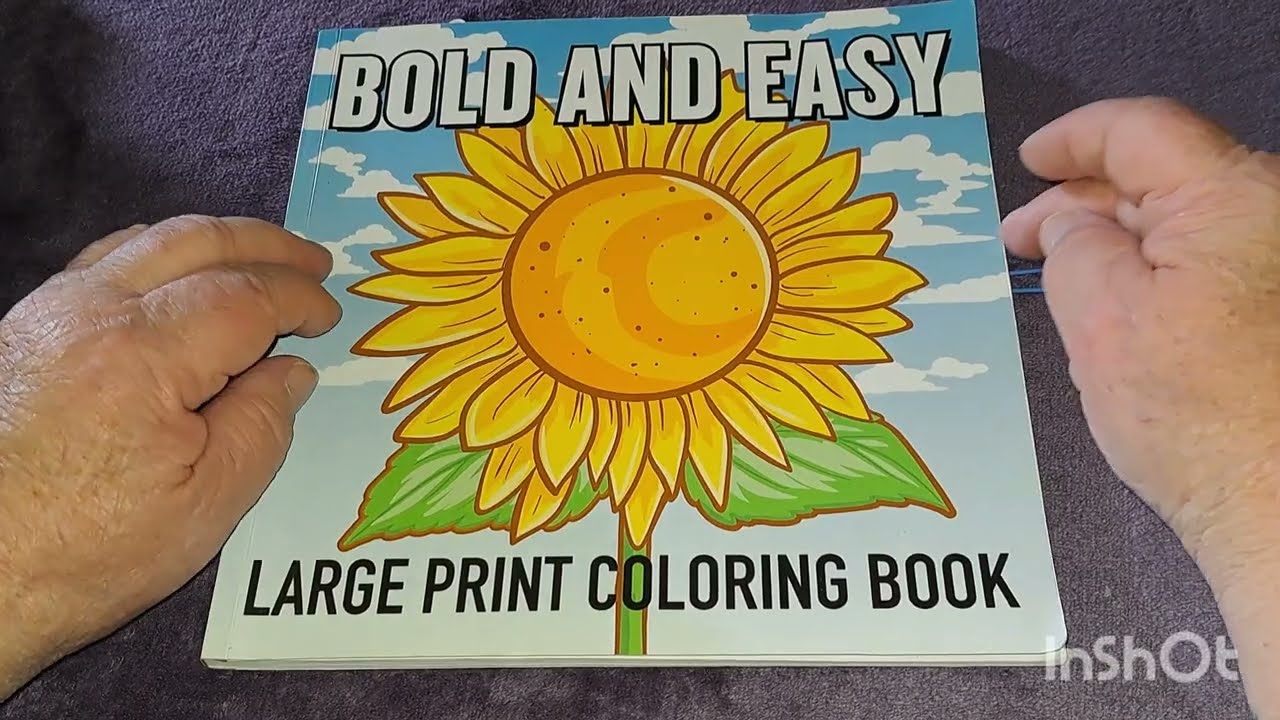 BOLD AND EASY
LARGE PRINT COLORING BOOK
InShOt